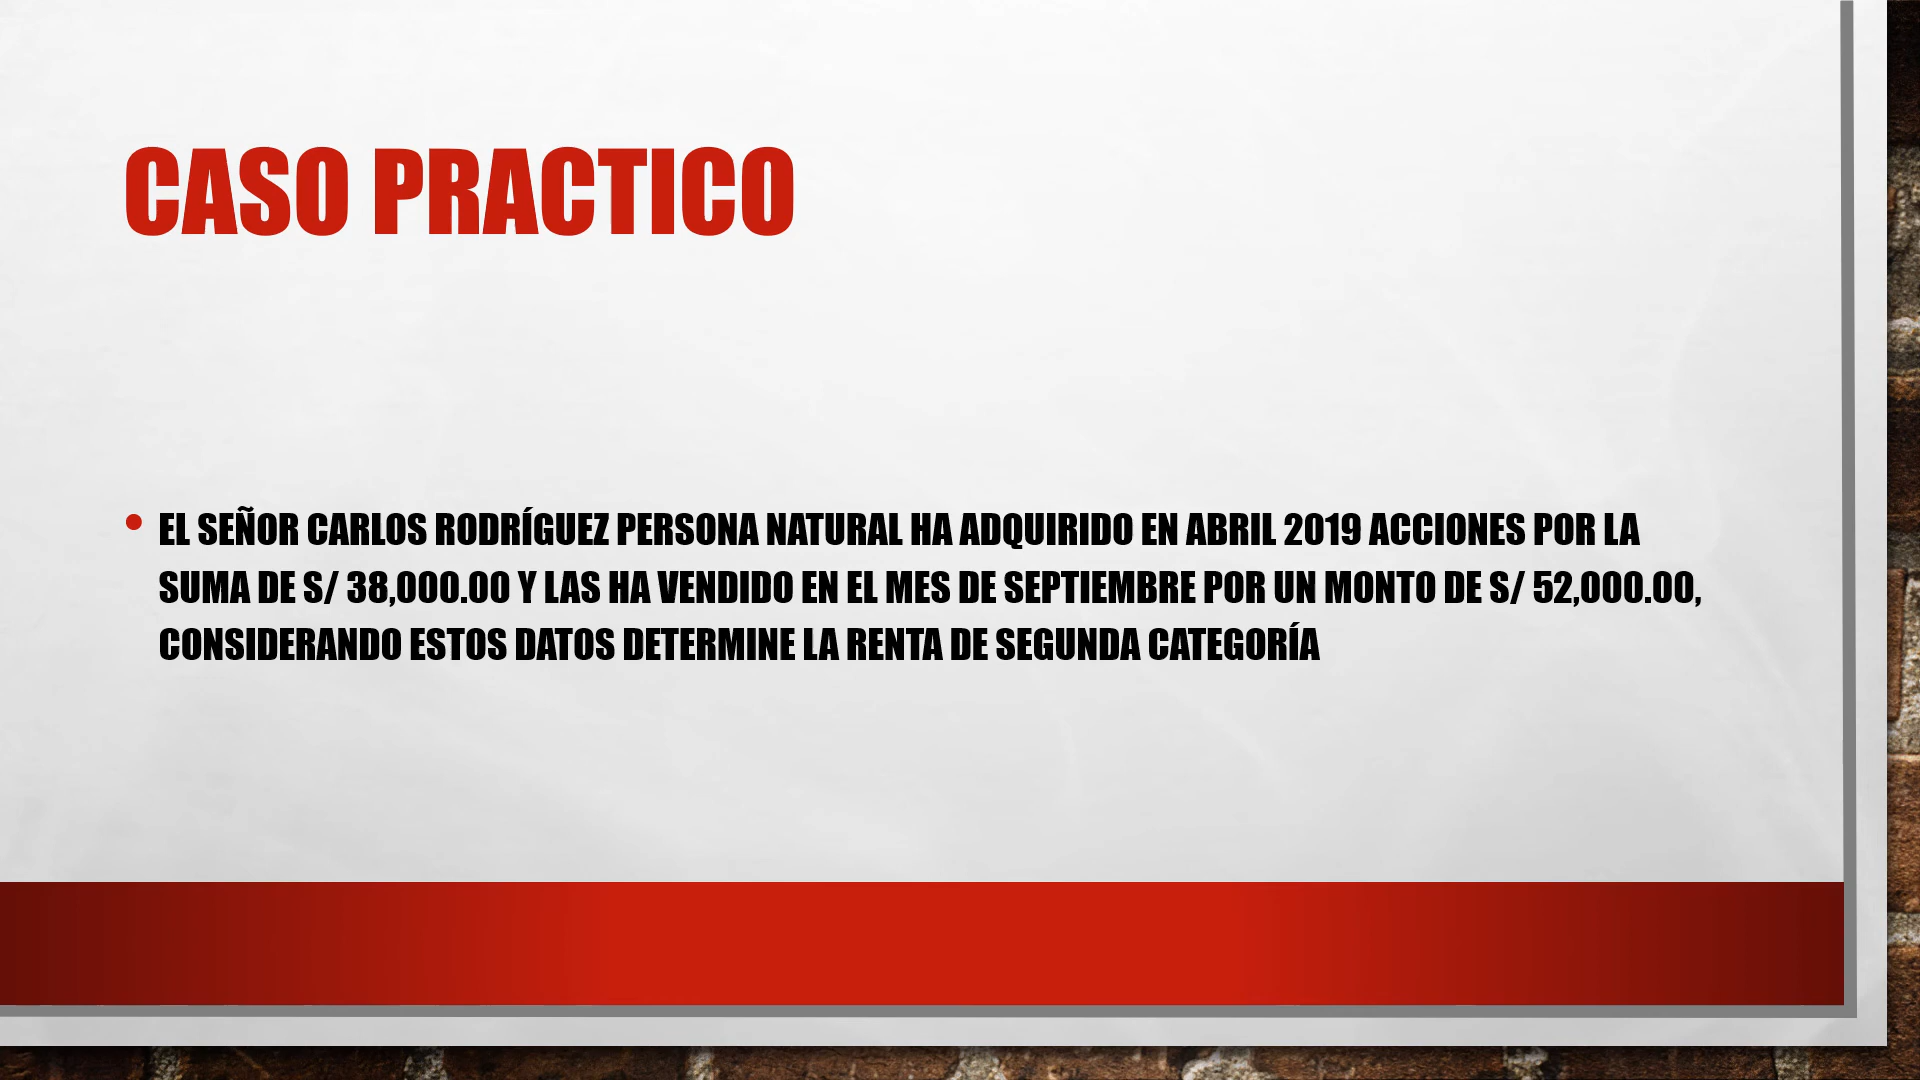 CASO PRACTICO
• EL SEÑOR CARLOS RODRÍGUEZ PERSONA NATURAL HA ADQUIRIDO EN ABRIL 2019 ACCIONES POR LA
SUMA DE S/ 38,000.00 Y LAS HA VENDIDO EN EL MES DE SEPTIEMBRE POR UN MONTO DE S/ 52,000.00,
CONSIDERANDO ESTOS DATOS DETERMINE LA RENTA DE SEGUNDA CATEGORÍA